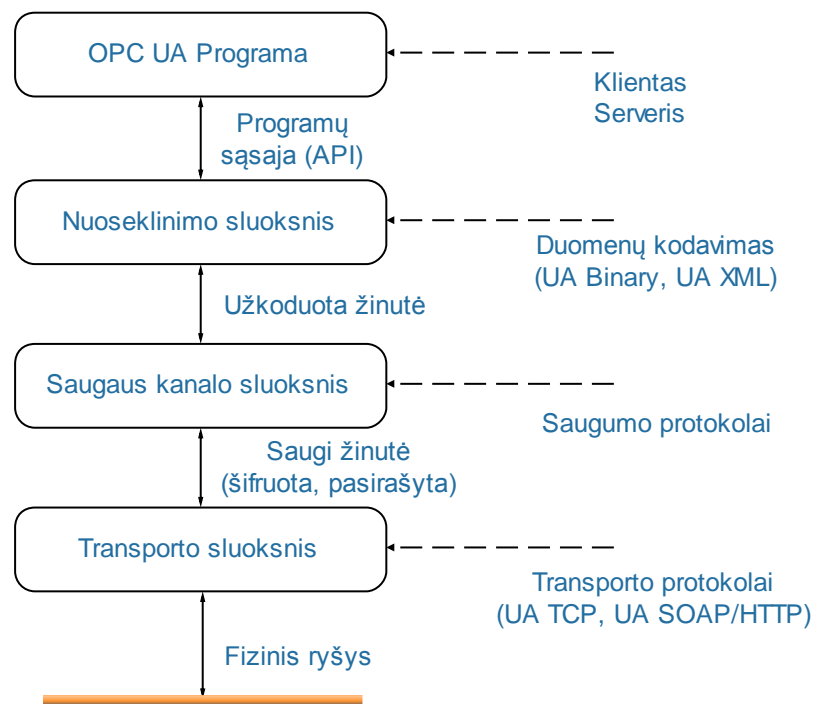 OPC UA Programa
Klientas
Serveris
Programų
sąsaja (API)
Nuoseklinimo sluoksnis
Duomenų kodavimas
(UA Binary, UA XML)
Užkoduota žinutė
Saugaus kanalo sluoksnis
Saugumo protokolai
Saugi žinutė
(šifruota, pasirašyta)
Transporto sluoksnis
Transporto protokolai
(UA TCP, UA SOAP/HTTP)
Fizinis ryšys